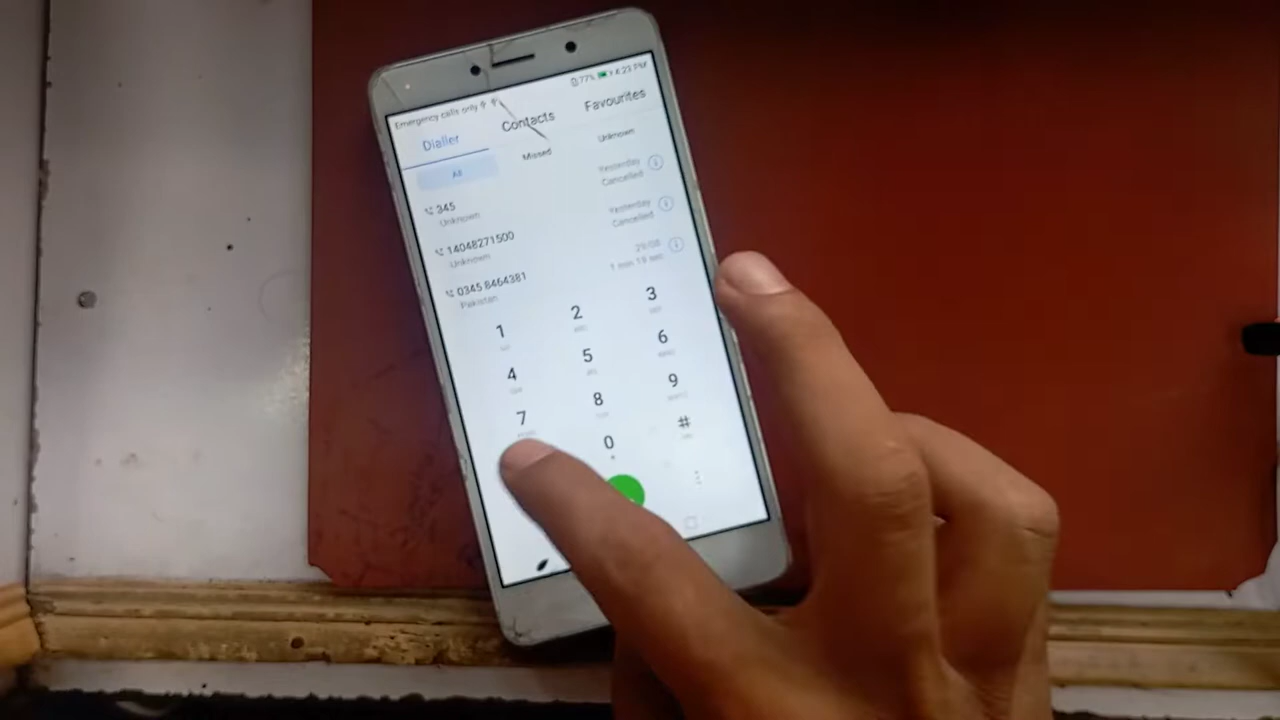 Emergency calls only 77% 4:23 PM
Dialler Contacts Favourites
All Missed Unknown
345 Yesterday
Unknown Cancelled
14048271500 Yesterday
Unknown Cancelled
0345 8464381 29/08
Pakistan 1 min 19 sec
1 2 3
4 5 6
7 8 9
0 #